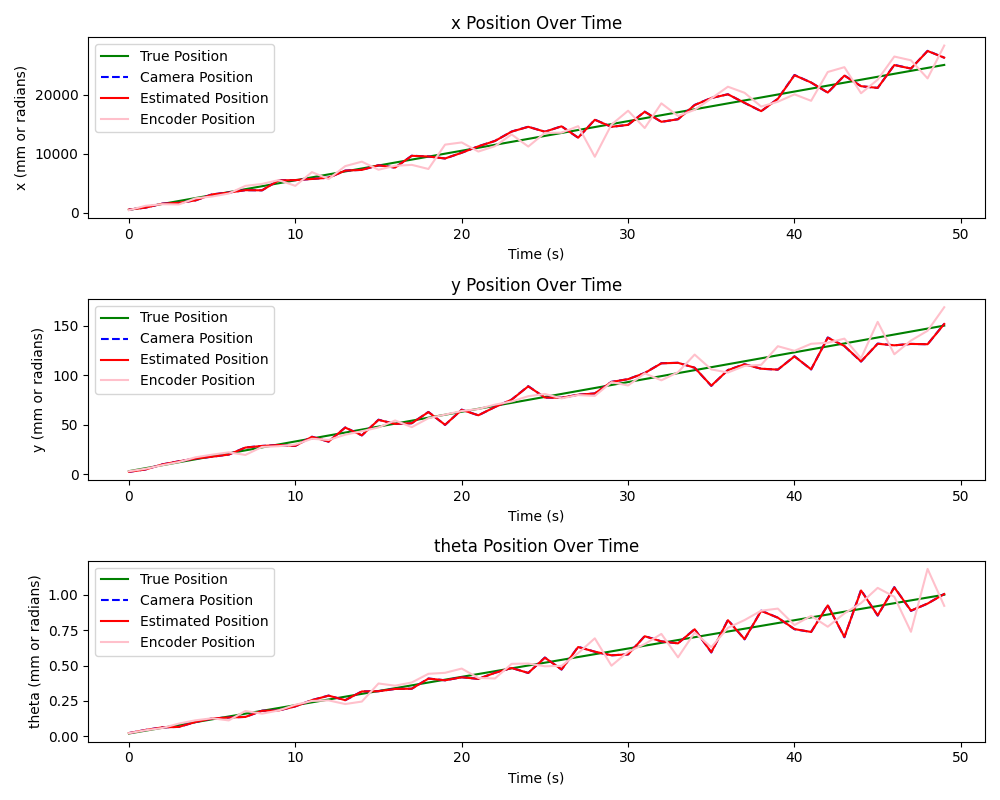 x Position Over Time
x (mm or radians)
20000
10000
0
True Position
Camera Position
Estimated Position
Encoder Position
0 10 20 30 40 50
Time (s)
y Position Over Time
y (mm or radians)
150
100
50
0
True Position
Camera Position
Estimated Position
Encoder Position
0 10 20 30 40 50
Time (s)
theta Position Over Time
theta (mm or radians)
1.00
0.75
0.50
0.25
0.00
True Position
Camera Position
Estimated Position
Encoder Position
0 10 20 30 40 50
Time (s)